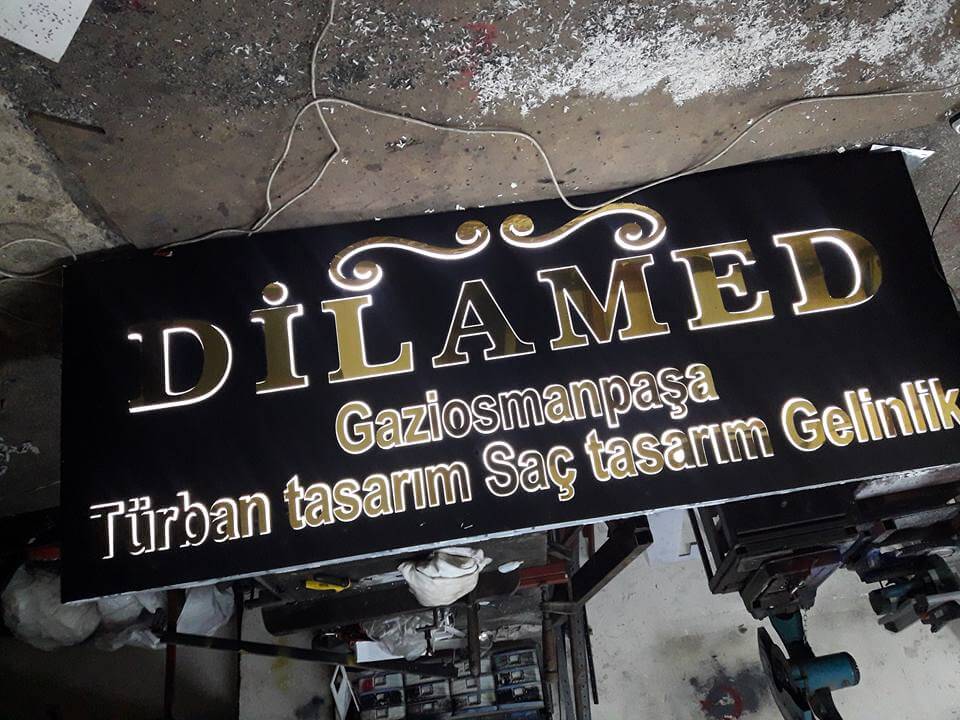 DİLAMED
Gaziosmanpaşa
Türban tasarım Saç tasarım Gelinlik